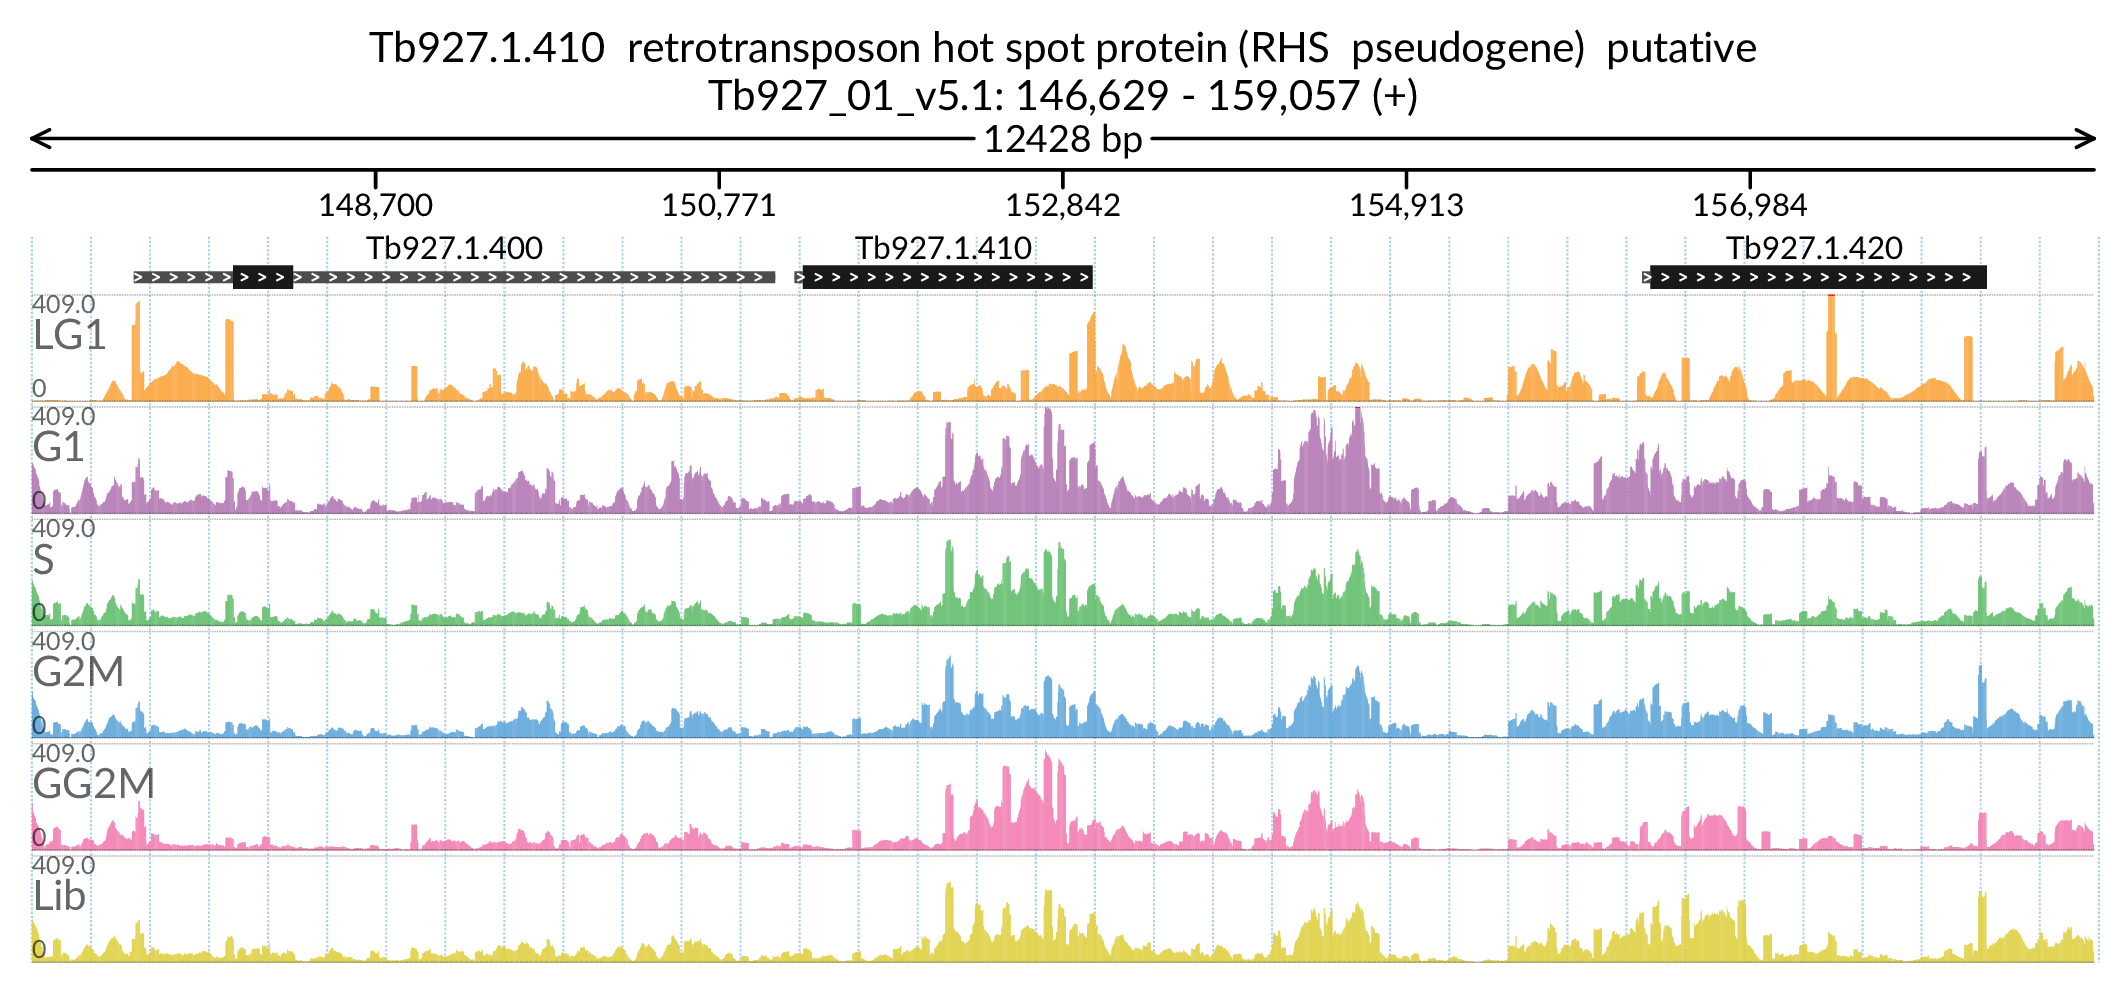 Tb927.1.410 retrotransposon hot spot protein (RHS pseudogene) putative
Tb927_01_v5.1: 146,629 - 159,057 (+)
12428 bp
148,700 150,771 152,842 154,913 156,984
Tb927.1.400 Tb927.1.410 Tb927.1.420
409.0
LG1
0
409.0
G1
0
409.0
S
0
409.0
G2M
0
409.0
GG2M
0
409.0
Lib
0